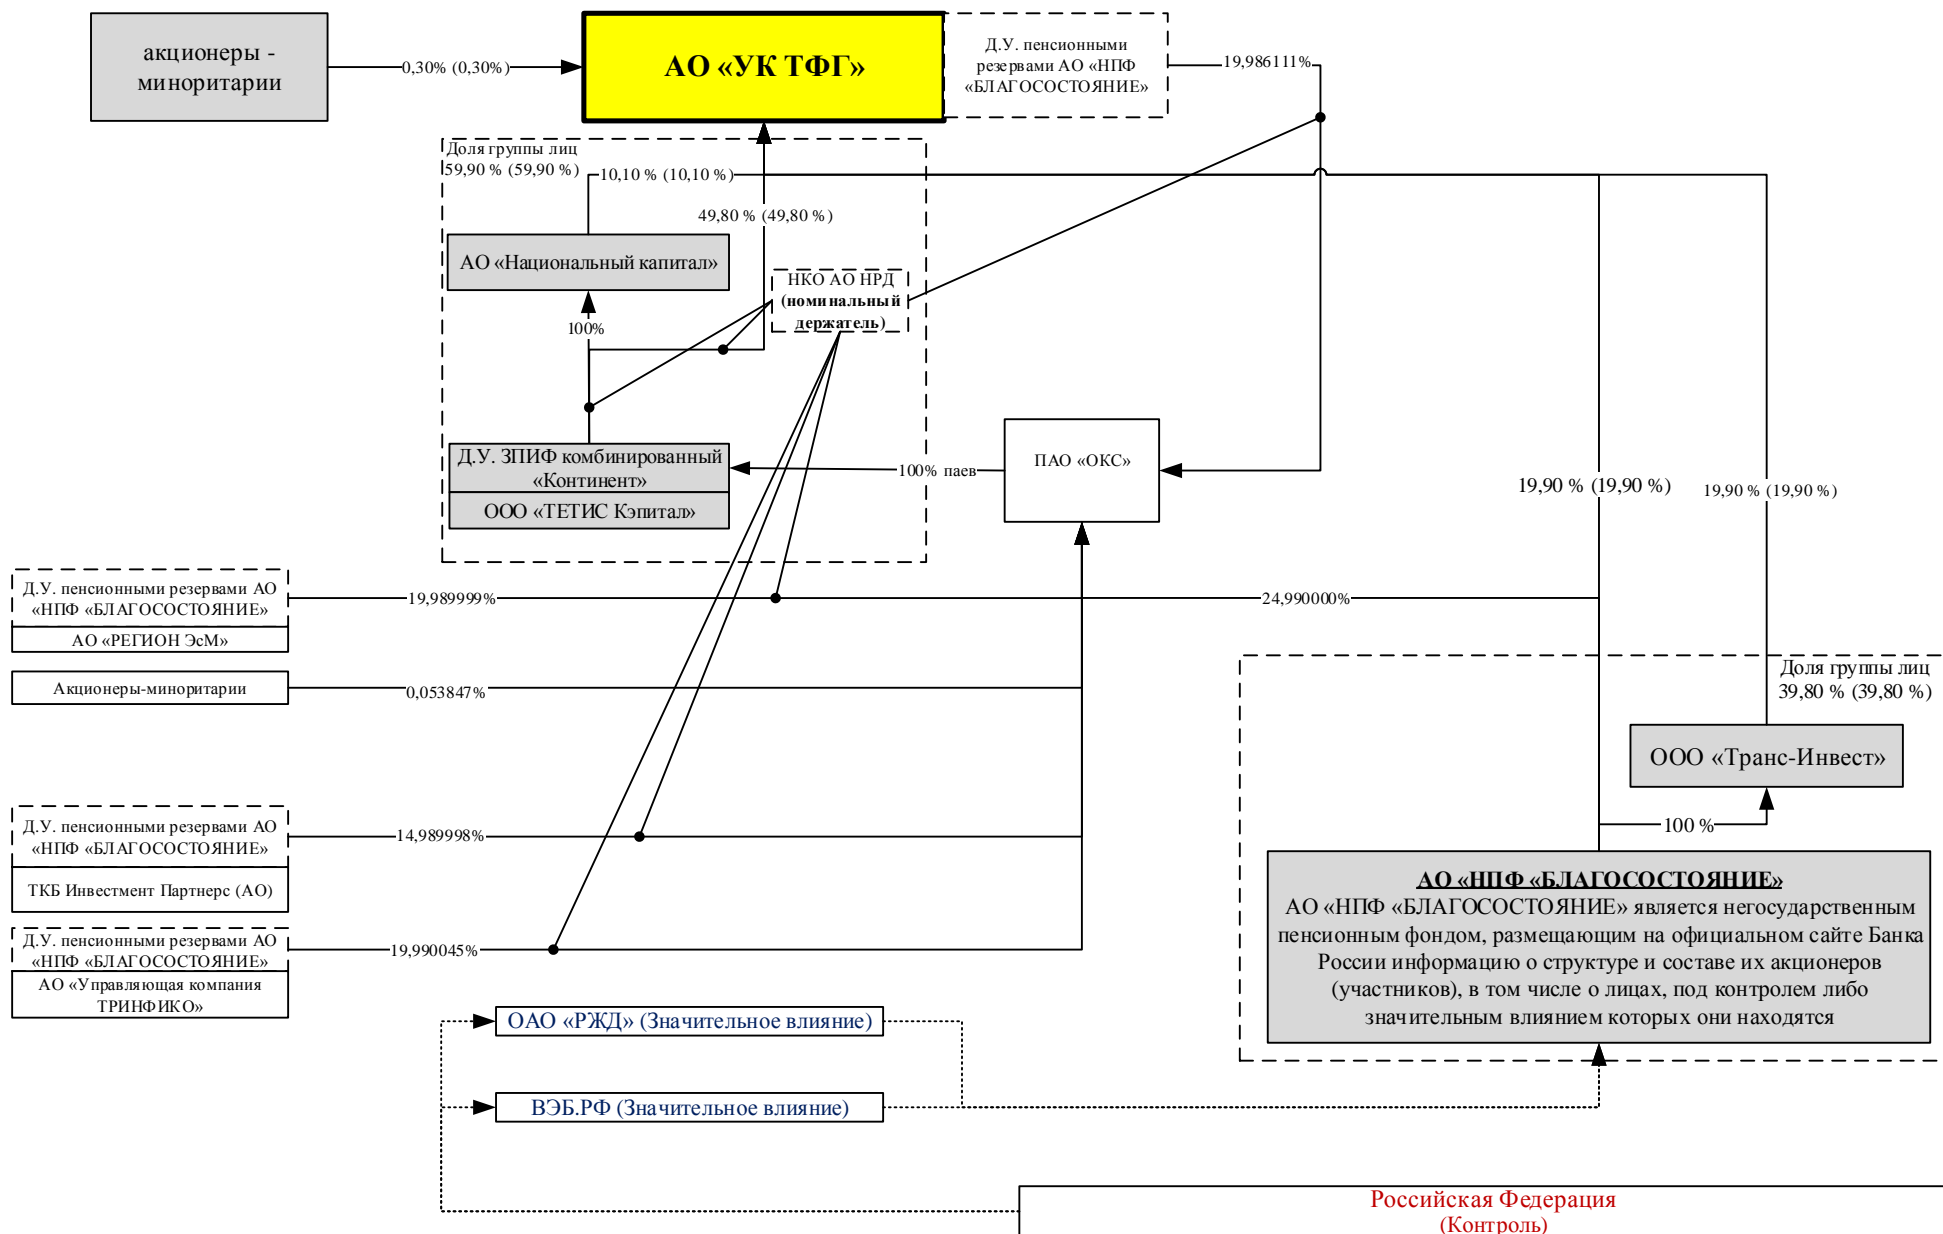 акционеры -
миноритарии
0,30% (0,30%)
АО «УК ТФГ»
Д.У. пенсионными
резервами АО «НПФ
«БЛАГОСОСТОЯНИЕ»
19,986111%
Доля группы лиц
59,90 % (59,90 %)
10,10 % (10,10 %)
49,80 % (49,80 %)
АО «Национальный капитал»
НКО АО НРД
(номинальный
держатель)
100%
Д.У. ЗПИФ комбинированный
«Континент»
ООО «ТЕТИС Кэпитал»
100% паев
ПАО «ОКС»
19,90 % (19,90 %)
19,90 % (19,90 %)
Д.У. пенсионными резервами АО
«НПФ «БЛАГОСОСТОЯНИЕ»
АО «РЕГИОН ЭсМ»
19,989999%
24,990000%
Акционеры-миноритарии
0,053847%
Доля группы лиц
39,80 % (39,80 %)
ООО «Транс-Инвест»
100 %
Д.У. пенсионными резервами АО
«НПФ «БЛАГОСОСТОЯНИЕ»
ТКБ Инвестмент Партнерс (АО)
14,989998%
Д.У. пенсионными резервами АО
«НПФ «БЛАГОСОСТОЯНИЕ»
АО «Управляющая компания
ТРИНФИКО»
19,990045%
АО «НПФ «БЛАГОСОСТОЯНИЕ»
АО «НПФ «БЛАГОСОСТОЯНИЕ» является негосударственным
пенсионным фондом, размещающим на официальном сайте Банка
России информацию о структуре и составе их акционеров
(участников), в том числе о лицах, под контролем либо
значительным влиянием которых они находятся
ОАО «РЖД» (Значительное влияние)
ВЭБ.РФ (Значительное влияние)
Российская Федерация
(Контроль)